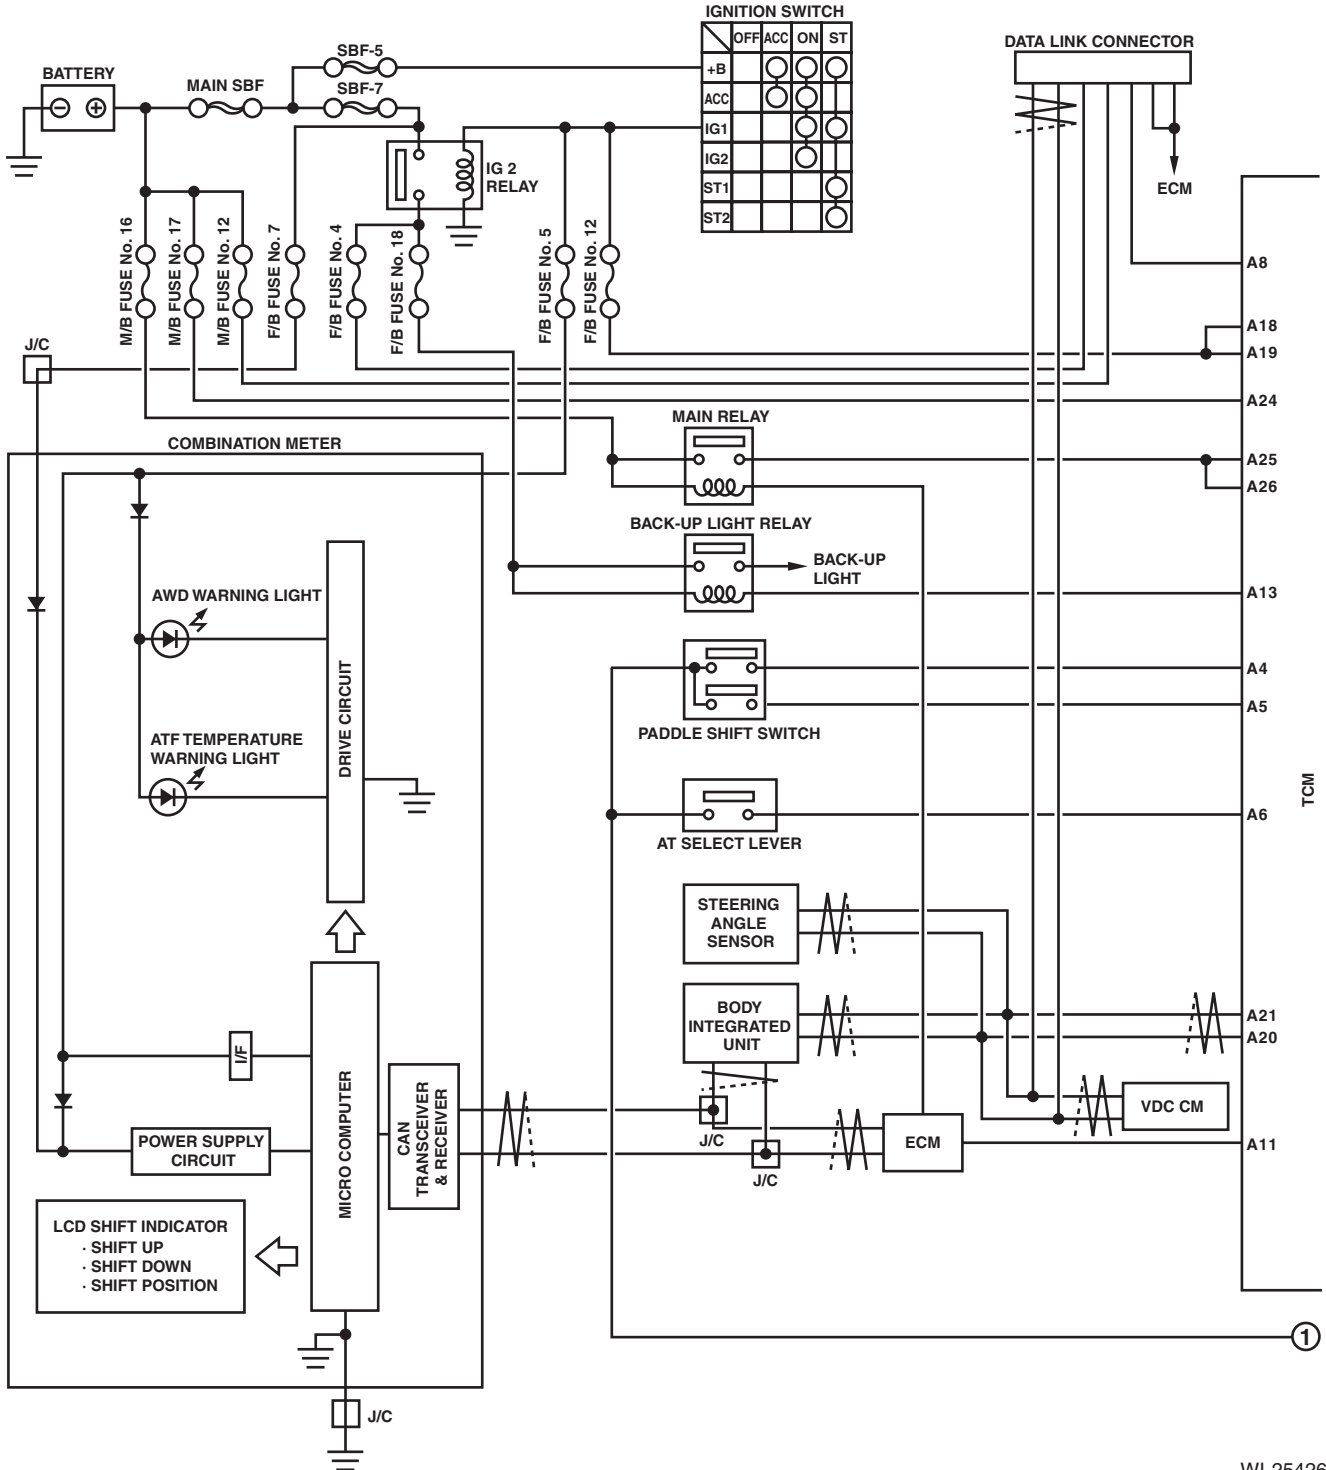 IGNITION SWITCH
OFF ACC ON ST
+B
ACC
IG1
IG2
ST1
ST2
SBF-5
BATTERY
MAIN SBF
SBF-7
DATA LINK CONNECTOR
ECM
IG 2
RELAY
M/B FUSE No. 16
M/B FUSE No. 17
M/B FUSE No. 12
F/B FUSE No. 7
F/B FUSE No. 4
F/B FUSE No. 18
F/B FUSE No. 5
F/B FUSE No. 12
A8
A18
A19
J/C
A24
MAIN RELAY
COMBINATION METER
A25
A26
BACK-UP LIGHT RELAY
BACK-UP
LIGHT
AWD WARNING LIGHT
A13
DRIVE CIRCUIT
A4
A5
PADDLE SHIFT SWITCH
ATF TEMPERATURE
WARNING LIGHT
TCM
A6
AT SELECT LEVER
STEERING
ANGLE
SENSOR
BODY
INTEGRATED
UNIT
A21
A20
I/F
MICRO COMPUTER
CAN
TRANSCEIVER
& RECEIVER
VDC CM
POWER SUPPLY
CIRCUIT
J/C
ECM
A11
J/C
LCD SHIFT INDICATOR
· SHIFT UP
· SHIFT DOWN
· SHIFT POSITION
1
J/C
WI-25426